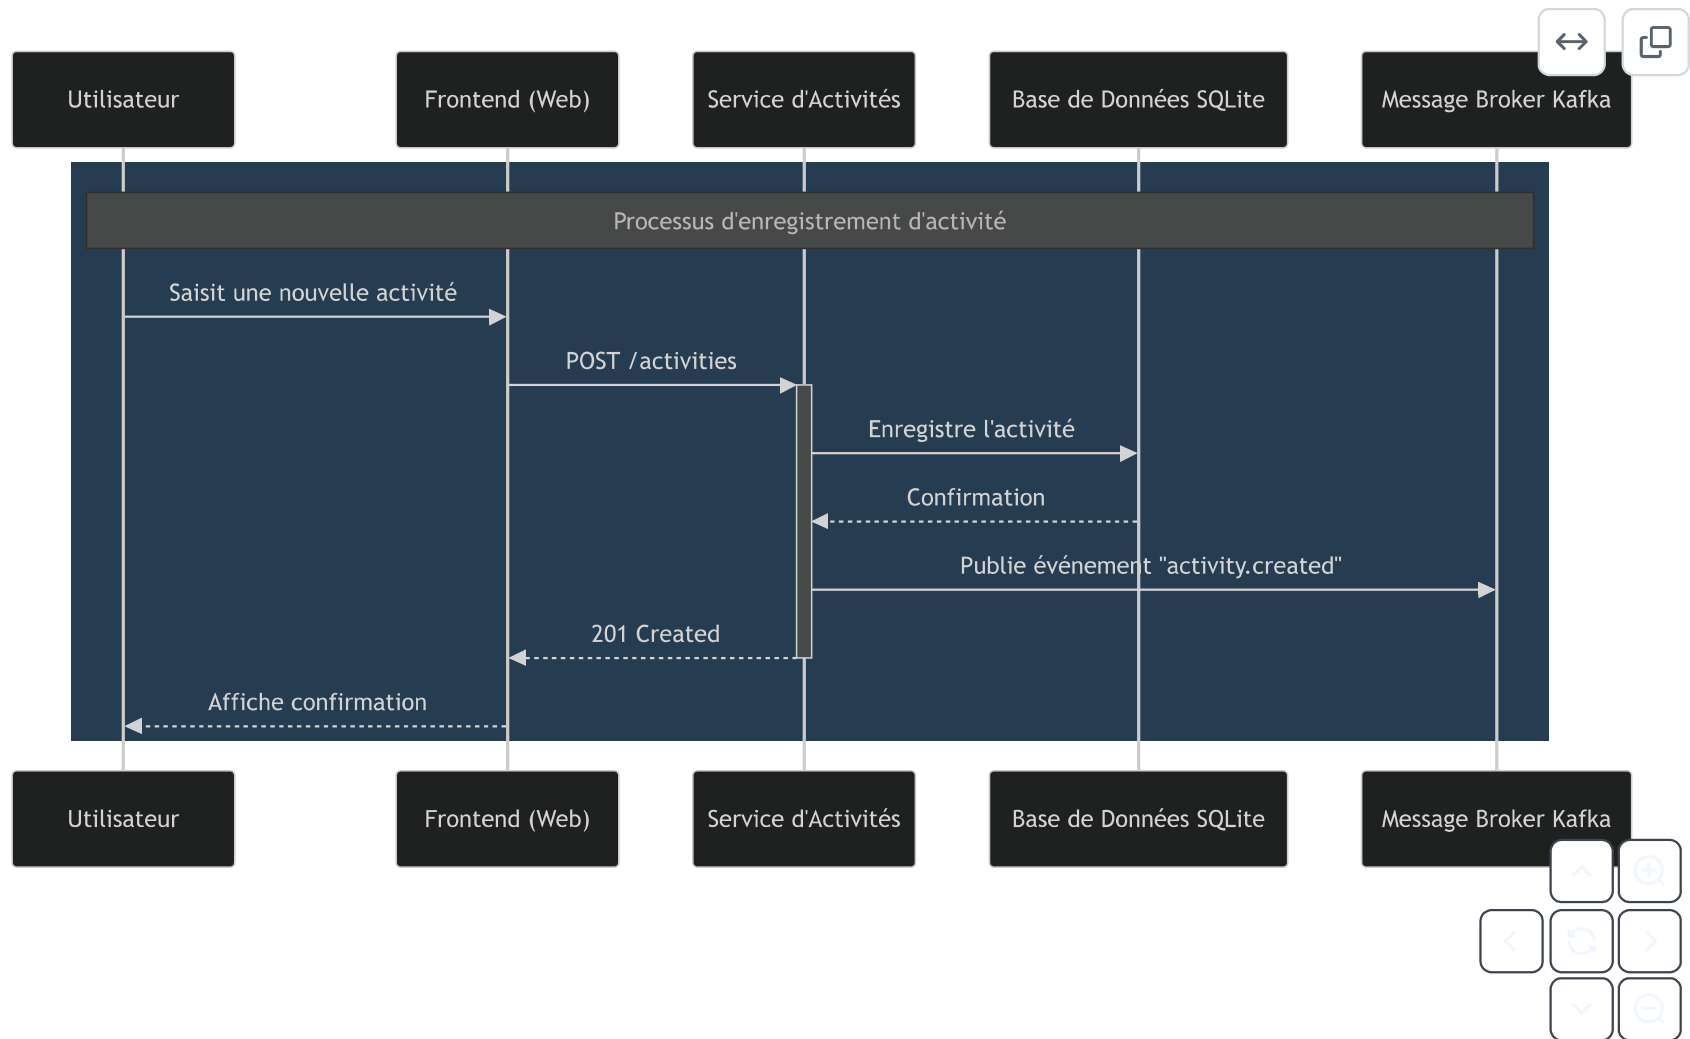 Utilisateur
Frontend (Web)
Service d'Activités
Base de Données SQLite
Message Broker Kafka
Processus d'enregistrement d'activité
Saisit une nouvelle activité
POST /activities
Enregistre l'activité
Confirmation
Publie événement "activity.created"
201 Created
Affiche confirmation
Utilisateur
Frontend (Web)
Service d'Activités
Base de Données SQLite
Message Broker Kafka